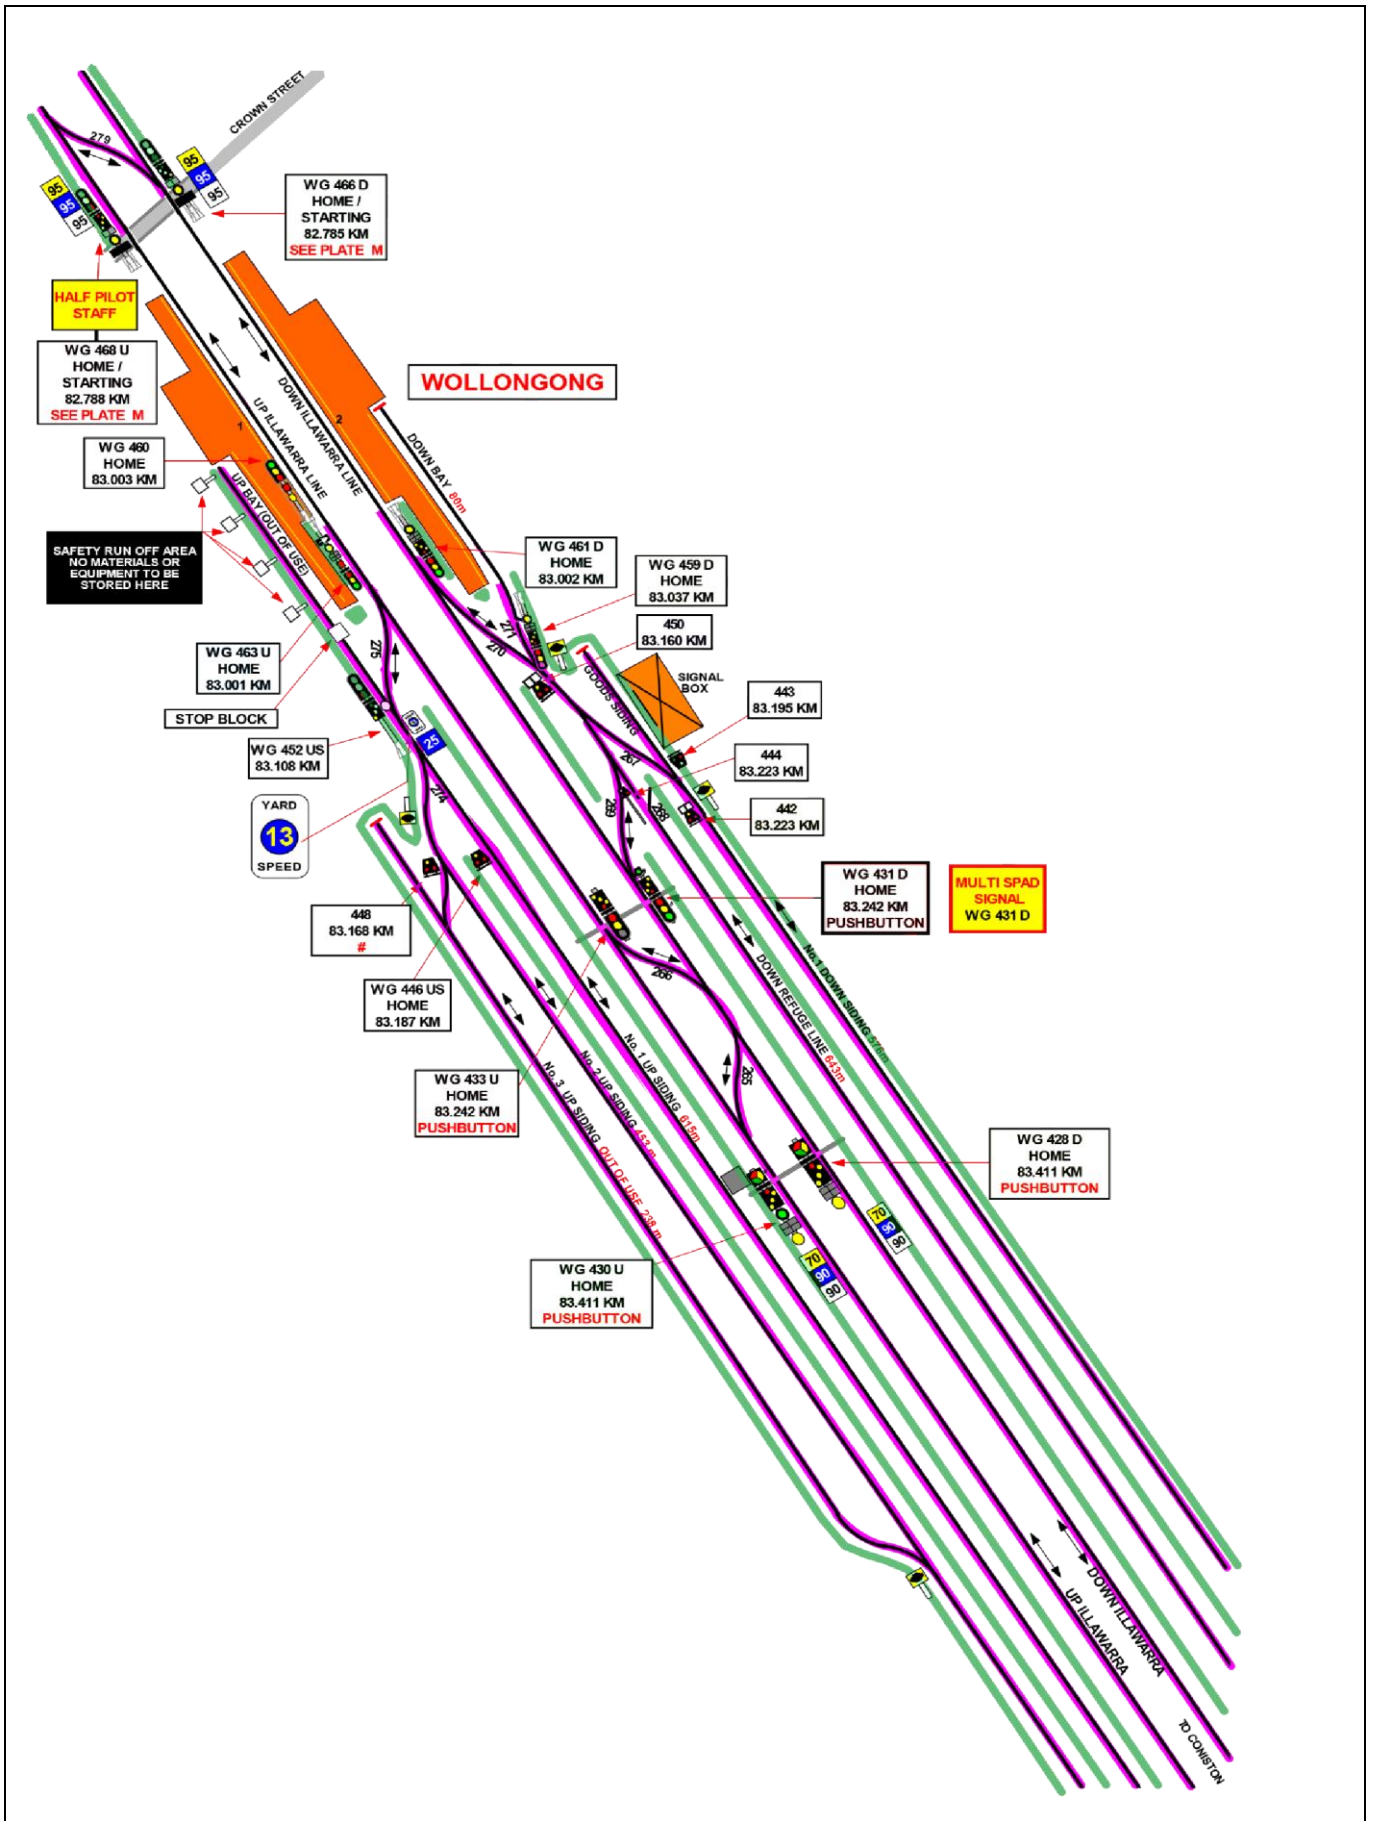 CROWN STREET
279
95
95
95
95
95
95
WG 466 D
HOME /
STARTING
82.785 KM
SEE PLATE M
HALF PILOT
STAFF
WG 468 U
HOME /
STARTING
82.788 KM
SEE PLATE M
WOLLONGONG
1
2
UP ILLAWARRA LINE
DOWN ILLAWARRA LINE
DOWN BAY 80m
WG 460
HOME
83.003 KM
UP BAY (OUT OF USE)
SAFETY RUN OFF AREA
NO MATERIALS OR
EQUIPMENT TO BE
STORED HERE
WG 461 D
HOME
83.002 KM
WG 459 D
HOME
83.037 KM
450
83.160 KM
271
270
275
WG 463 U
HOME
83.001 KM
STOP BLOCK
GOODS SIDING
SIGNAL
BOX
443
83.195 KM
WG 452 US
83.108 KM
25
444
83.223 KM
267
274
269
268
442
83.223 KM
YARD
13
SPEED
WG 431 D
HOME
83.242 KM
PUSHBUTTON
MULTI SPAD
SIGNAL
WG 431 D
448
83.168 KM
#
WG 446 US
HOME
83.187 KM
266
DOWN REFUGE LINE 643m
No.1 DOWN SIDING 578m
No. 1 UP SIDING 615m
No. 2 UP SIDING 453 m
No. 3 UP SIDING OUT OF USE 238 m
265
WG 433 U
HOME
83.242 KM
PUSHBUTTON
WG 428 D
HOME
83.411 KM
PUSHBUTTON
70
90
90
WG 430 U
HOME
83.411 KM
PUSHBUTTON
70
90
90
DOWN ILLAWARRA
UP ILLAWARRA
TO CONISTON